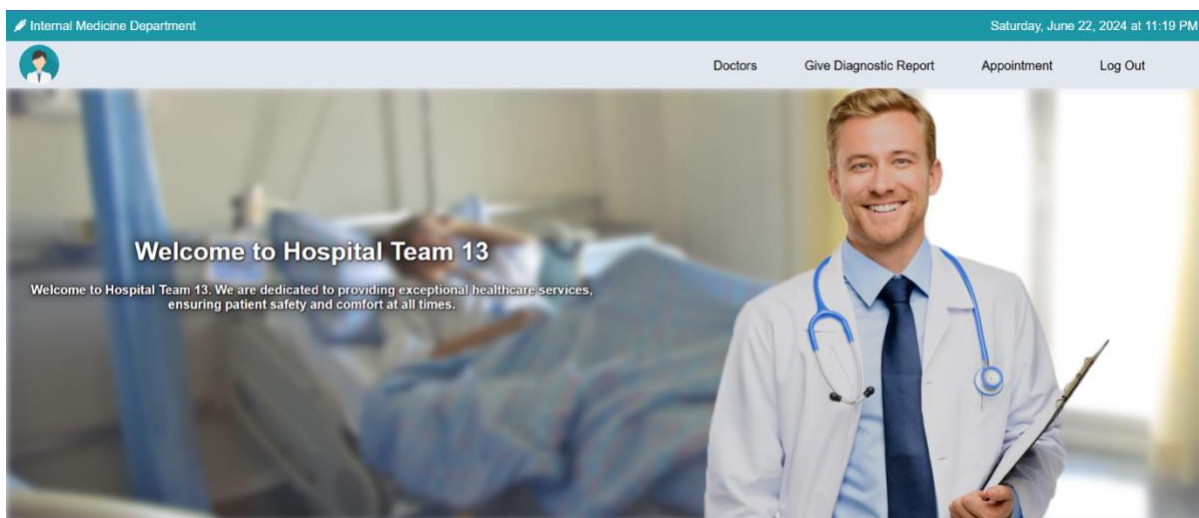 Internal Medicine Department
Saturday, June 22, 2024 at 11:19 PM
Doctors Give Diagnostic Report Appointment Log Out
Welcome to Hospital Team 13
Welcome to Hospital Team 13. We are dedicated to providing exceptional healthcare services,
ensuring patient safety and comfort at all times.